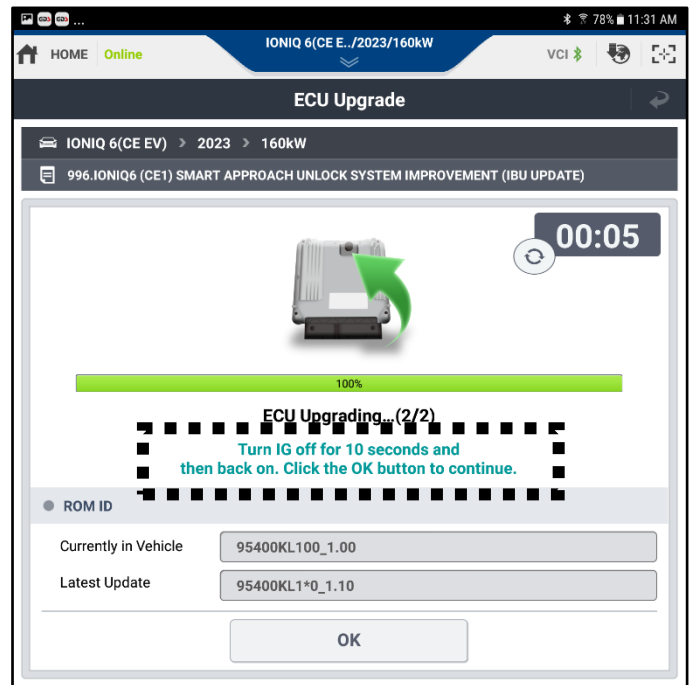 GDS GDS ... 78% 11:31 AM
HOME Online IONIQ 6(CE E../2023/160kW VCI
ECU Upgrade
IONIQ 6(CE EV) > 2023 > 160kW
996.IONIQ6 (CE1) SMART APPROACH UNLOCK SYSTEM IMPROVEMENT (IBU UPDATE)
00:05
100%
ECU Upgrading...(2/2)
Turn IG off for 10 seconds and
then back on. Click the OK button to continue.
ROM ID
Currently in Vehicle 95400KL100_1.00
Latest Update 95400KL1*0_1.10
OK